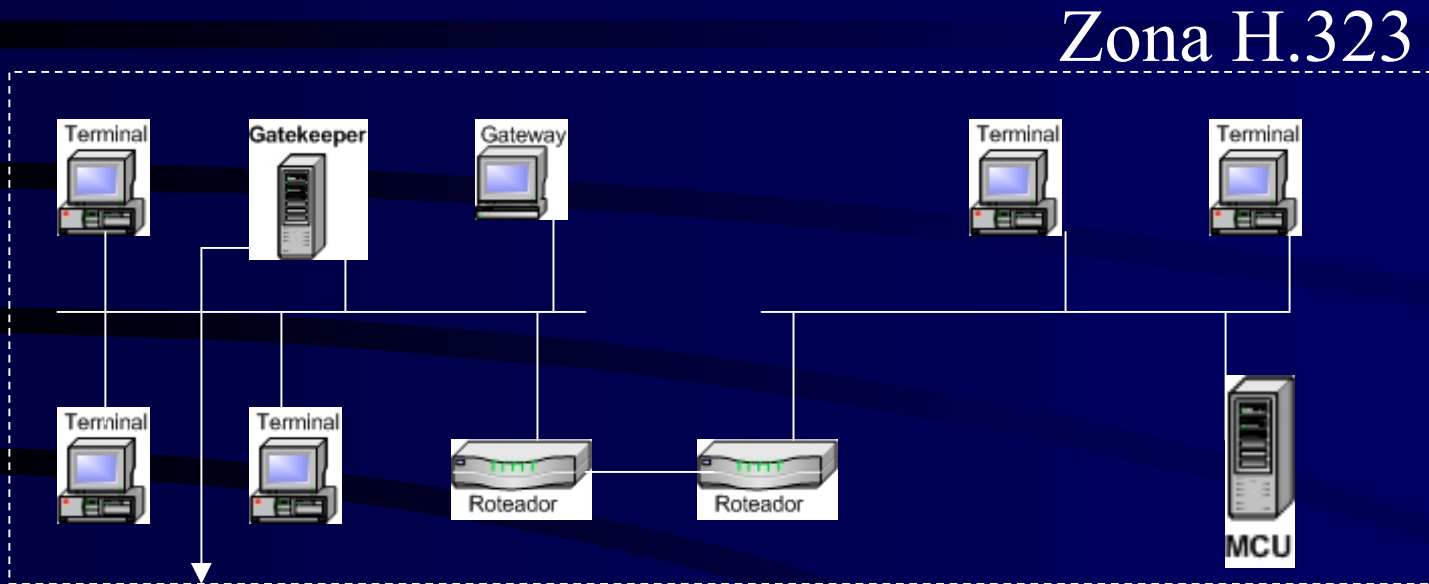 Zona H.323
Terminal
Gatekeeper
Gateway
Terminal
Terminal
Terminal
Terminal
Roteador
Roteador
MCU